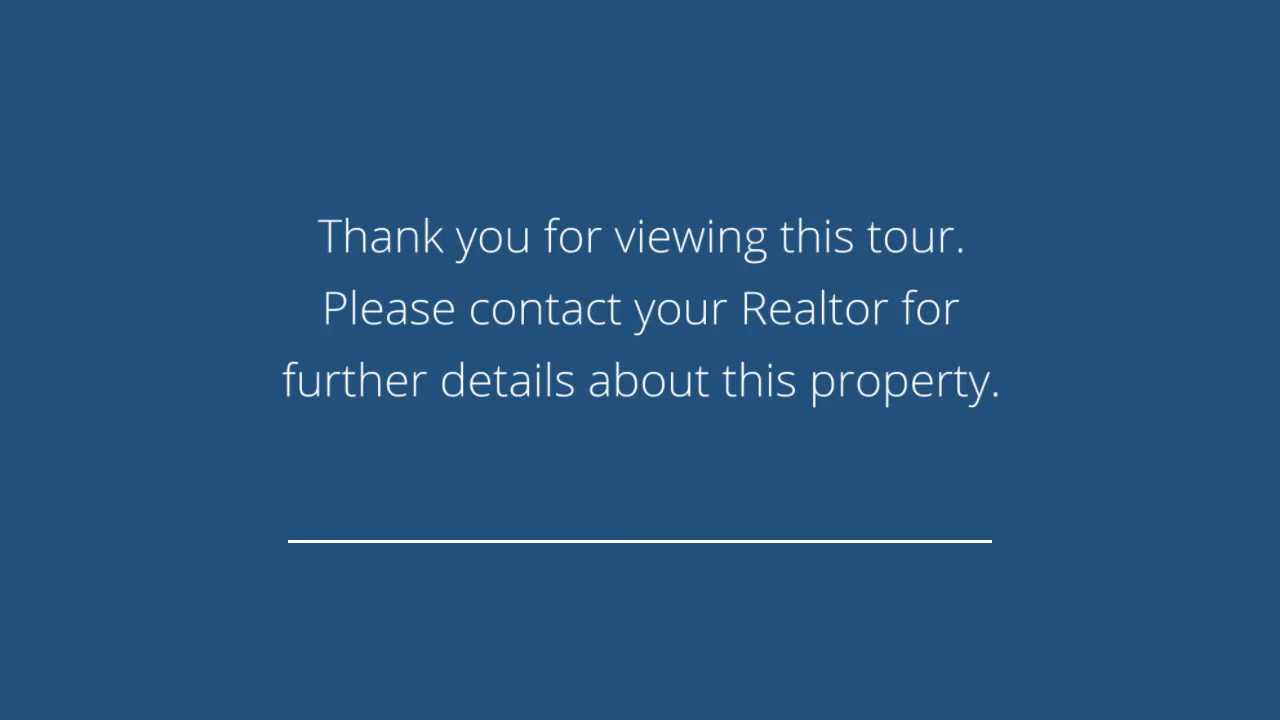 Thank you for viewing this tour.
Please contact your Realtor for
further details about this property.